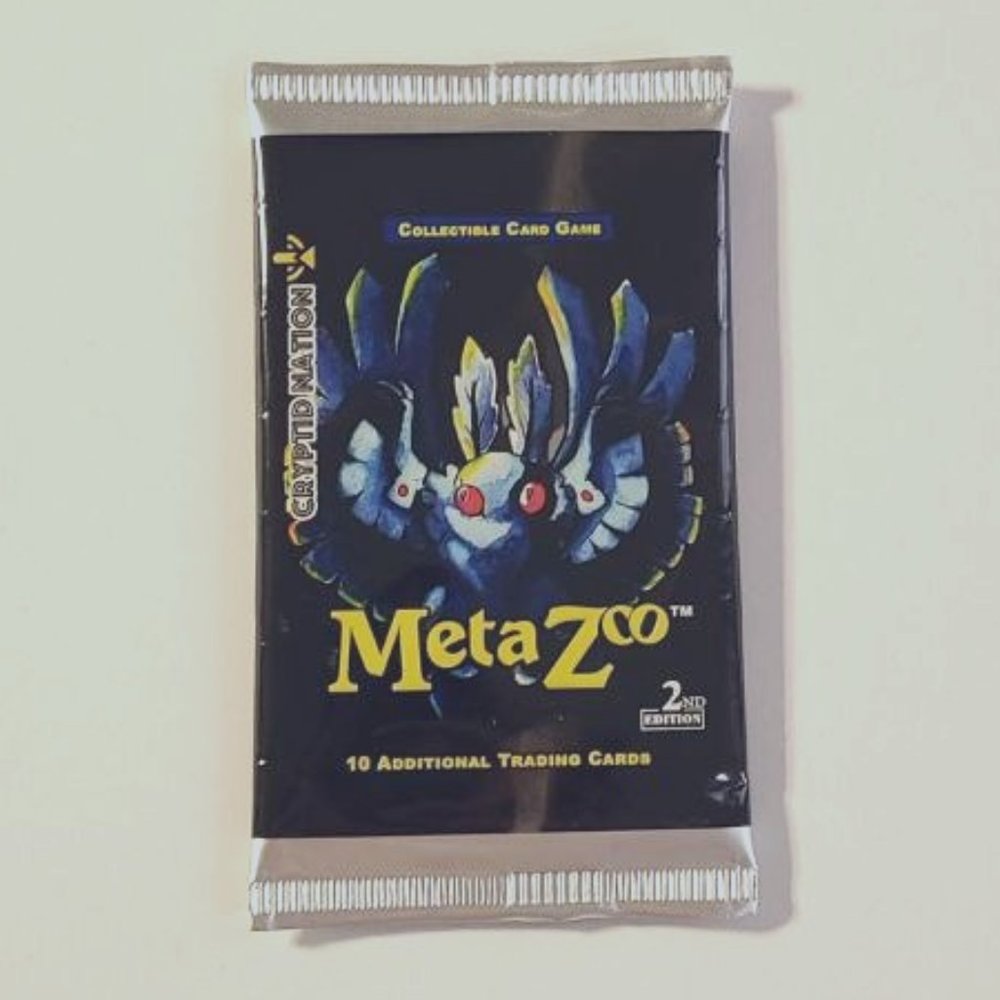 COLLECTIBLE CARD GAME
CRYPTID NATION
MetaZoo™
2ND
EDITION
10 ADDITIONAL TRADING CARDS